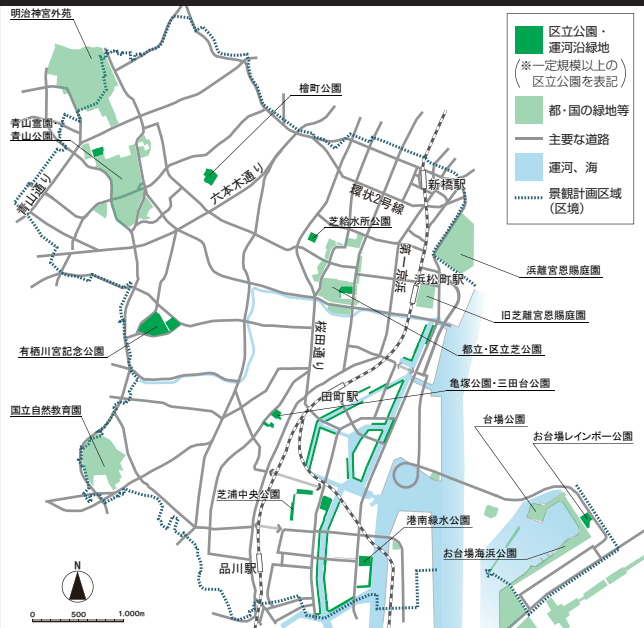 明治神宮外苑
区立公園・
運河沿緑地
※一定規模以上の
区立公園を表記
都・国の緑地等
主要な道路
運河、海
景観計画区域
（区境）
檜町公園
青山霊園・
青山公園
青山通り
六本木通り
環状2号線
新橋駅
芝給水所公園
第一京浜
浜離宮恩賜庭園
浜松町駅
旧芝離宮恩賜庭園
有栖川宮記念公園
桜田通り
都立・区立芝公園
亀塚公園・三田台公園
田町駅
国立自然教育園
台場公園
お台場レインボー公園
芝浦中央公園
港南緑水公園
お台場海浜公園
品川駅
N
0 500 1.000m